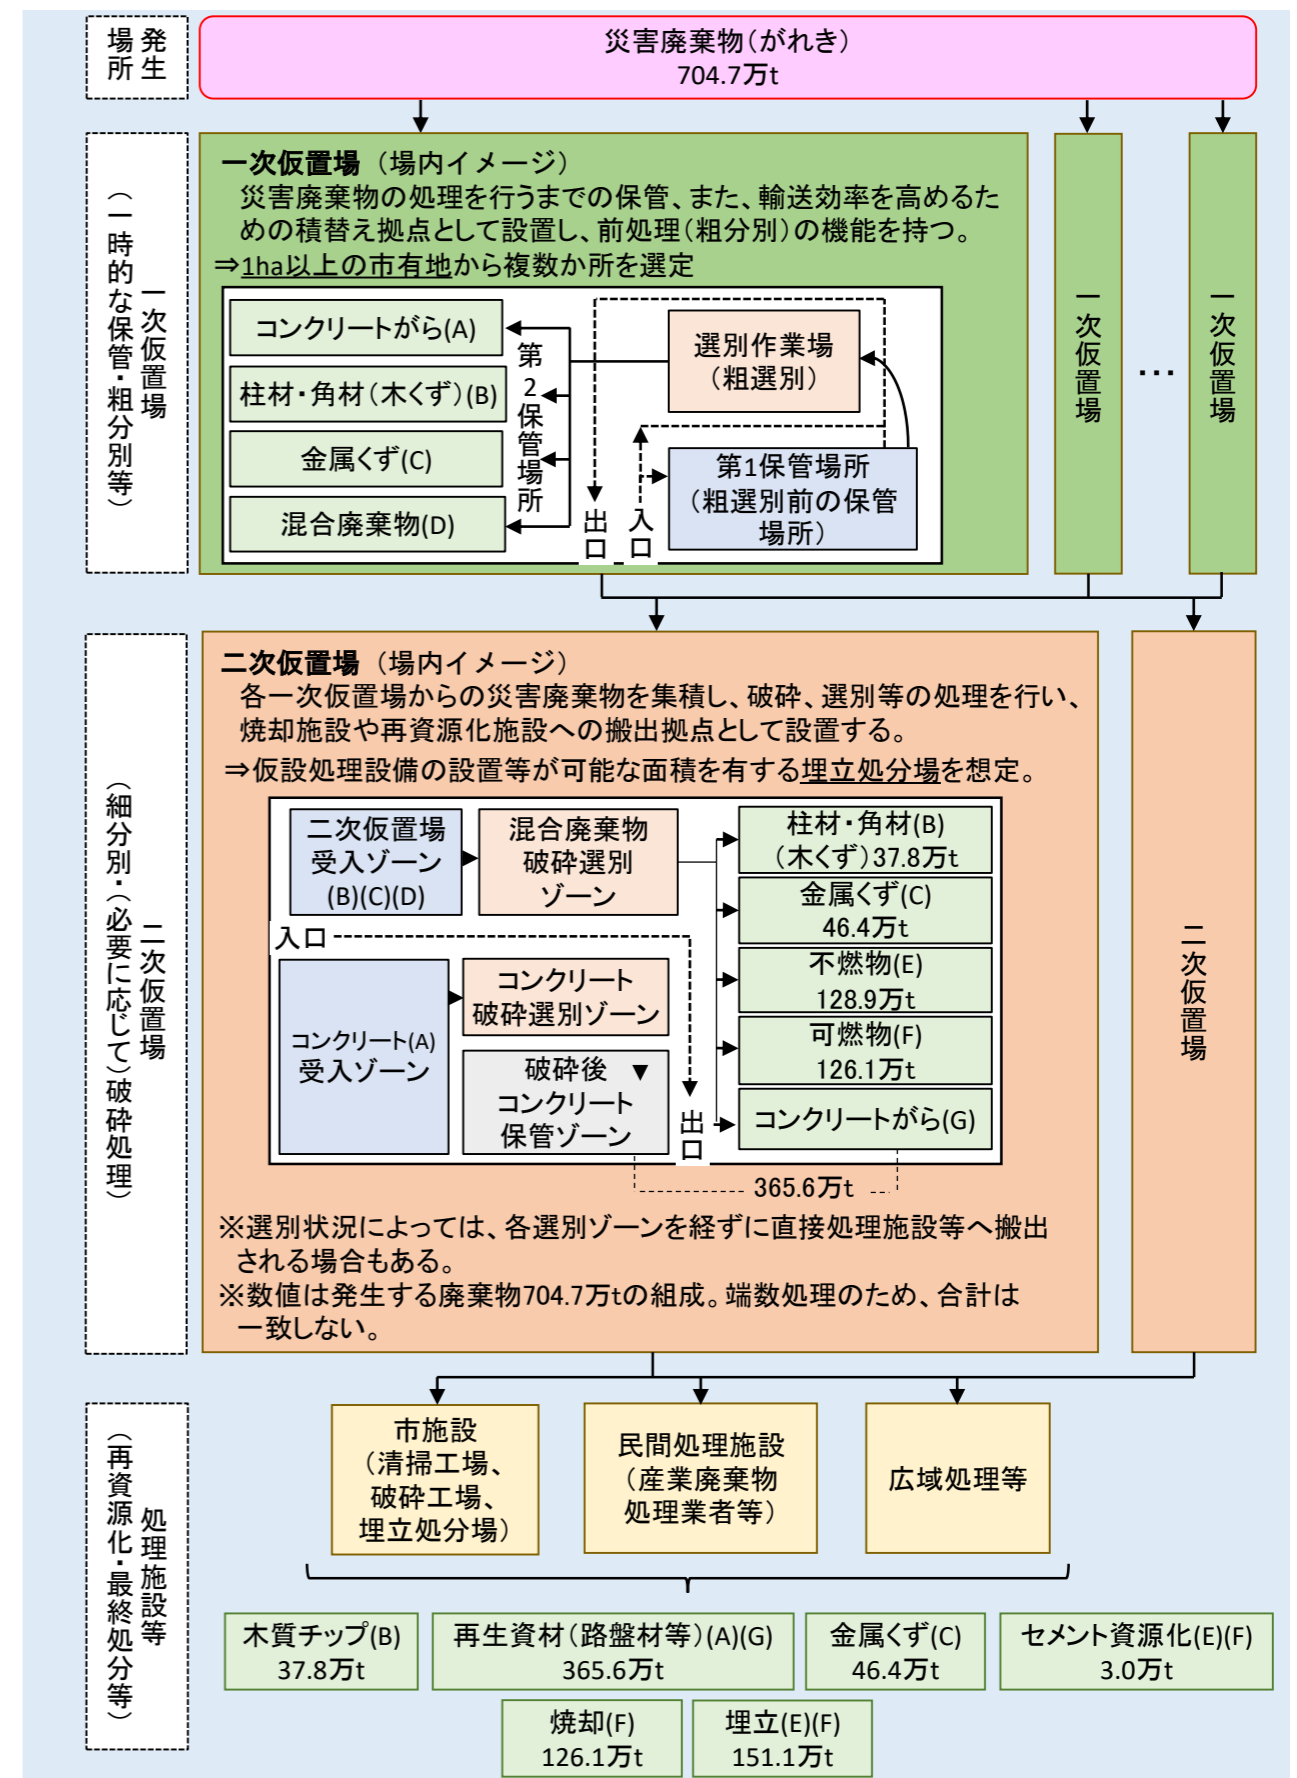 発生
場所
災害廃棄物（がれき）
704.7万t
一次仮置場
（一時的な保管・粗分別等）
一次仮置場（場内イメージ）
災害廃棄物の処理を行うまでの保管、また、輸送効率を高めるた
めの積替え拠点として設置し、前処理（粗分別）の機能を持つ。
⇒1ha以上の市有地から複数か所を選定
コンクリートがら(A)
柱材・角材（木くず）(B)
金属くず(C)
混合廃棄物(D)
第2保管場所
選別作業場
（粗選別）
第1保管場所
（粗選別前の保管
場所）
出口
入口
一次仮置場
…
一次仮置場
二次仮置場
（細分別・（必要に応じて）破砕処理）
二次仮置場（場内イメージ）
各一次仮置場からの災害廃棄物を集積し、破砕、選別等の処理を行い、
焼却施設や再資源化施設への搬出拠点として設置する。
⇒仮設処理設備の設置等が可能な面積を有する埋立処分場を想定。
二次仮置場
受入ゾーン
(B)(C)(D)
混合廃棄物
破砕選別
ゾーン
入口
コンクリート(A)
受入ゾーン
コンクリート
破砕選別ゾーン
破砕後
コンクリート
保管ゾーン
出口
柱材・角材(B)
（木くず）37.8万t
金属くず(C)
46.4万t
不燃物(E)
128.9万t
可燃物(F)
126.1万t
コンクリートがら(G)
365.6万t
※選別状況によっては、各選別ゾーンを経ずに直接処理施設等へ搬出
される場合もある。
※数値は発生する廃棄物704.7万tの組成。端数処理のため、合計は
一致しない。
二次仮置場
処理施設等
（再資源化・最終処分等）
市施設
（清掃工場、
破砕工場、
埋立処分場）
民間処理施設
（産業廃棄物
処理業者等）
広域処理等
木質チップ(B)
37.8万t
再生資材（路盤材等）(A)(G)
365.6万t
金属くず(C)
46.4万t
セメント資源化(E)(F)
3.0万t
焼却(F)
126.1万t
埋立(E)(F)
151.1万t